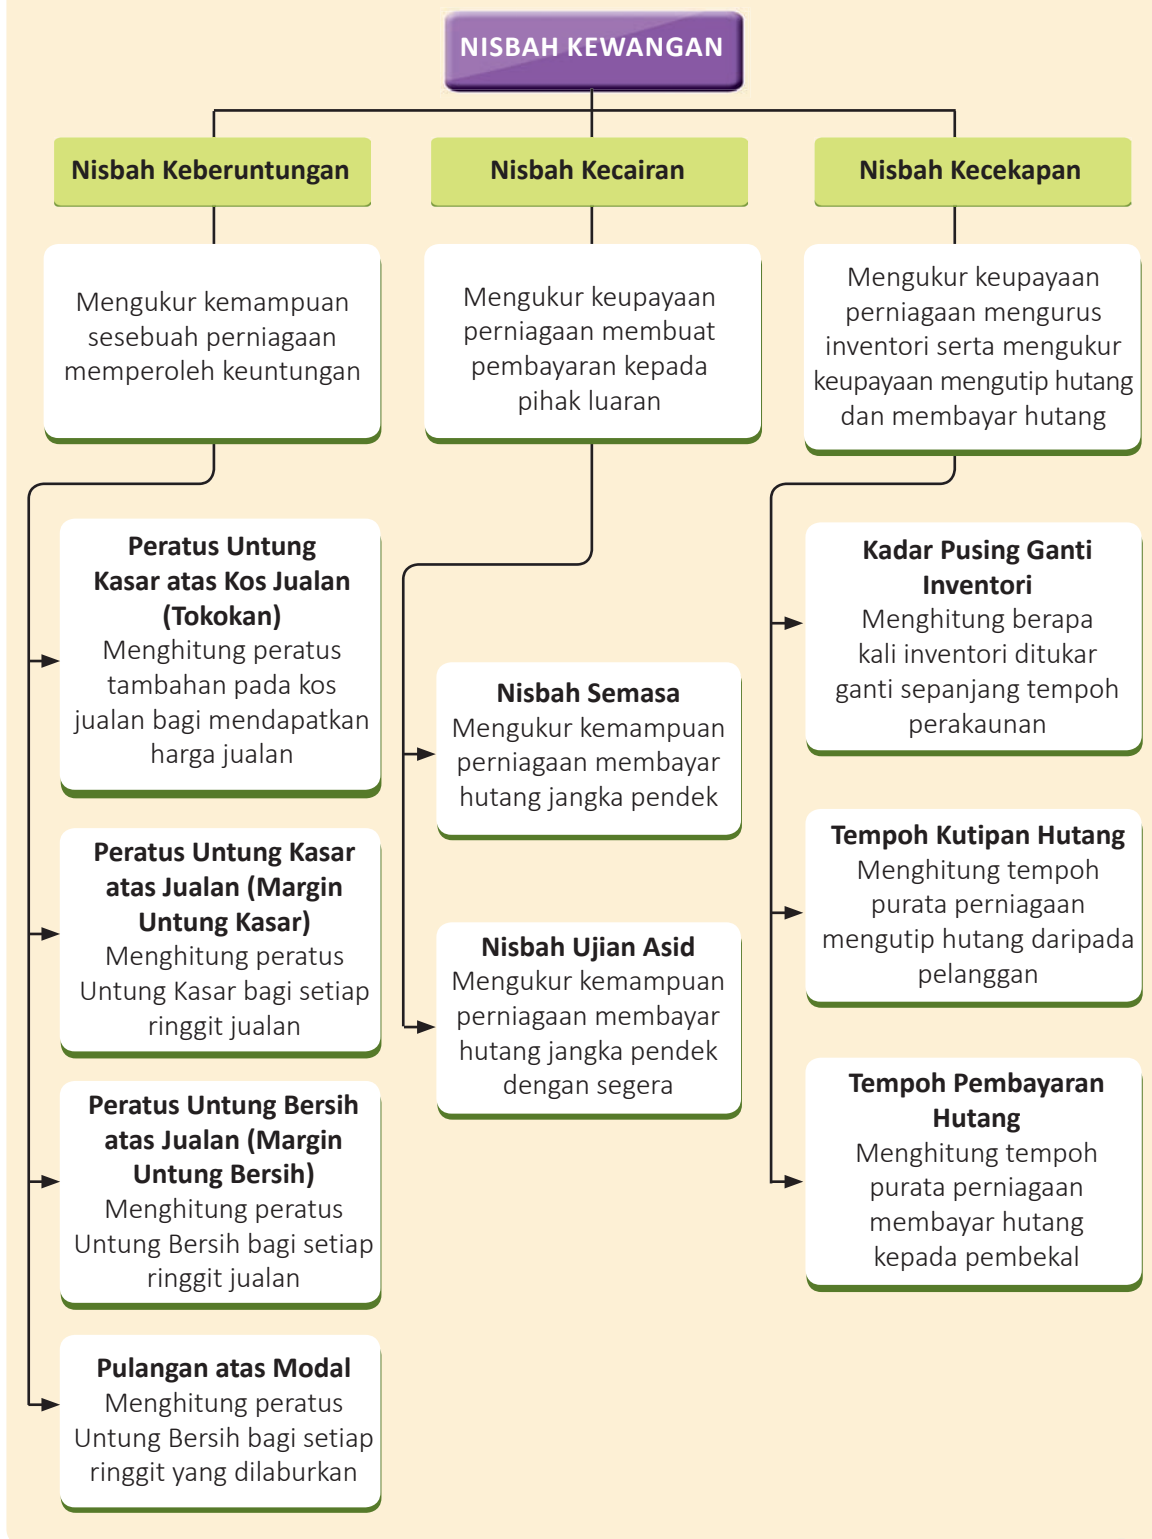 NISBAH KEWANGAN
Nisbah Keberuntungan
Mengukur kemampuan
sesebuah perniagaan
memperoleh keuntungan
Peratus Untung
Kasar atas Kos Jualan
(Tokokan)
Menghitung peratus
tambahan pada kos
jualan bagi mendapatkan
harga jualan
Peratus Untung Kasar
atas Jualan (Margin
Untung Kasar)
Menghitung peratus
Untung Kasar bagi setiap
ringgit jualan
Peratus Untung Bersih
atas Jualan (Margin
Untung Bersih)
Menghitung peratus
Untung Bersih bagi setiap
ringgit jualan
Pulangan atas Modal
Menghitung peratus
Untung Bersih bagi setiap
ringgit yang dilaburkan
Nisbah Kecairan
Mengukur keupayaan
perniagaan membuat
pembayaran kepada
pihak luaran
Nisbah Semasa
Mengukur kemampuan
perniagaan membayar
hutang jangka pendek
Nisbah Ujian Asid
Mengukur kemampuan
perniagaan membayar
hutang jangka pendek
dengan segera
Nisbah Kecekapan
Mengukur keupayaan
perniagaan mengurus
inventori serta mengukur
keupayaan mengutip hutang
dan membayar hutang
Kadar Pusing Ganti
Inventori
Menghitung berapa
kali inventori ditukar
ganti sepanjang tempoh
perakaunan
Tempoh Kutipan Hutang
Menghitung tempoh
purata perniagaan
mengutip hutang daripada
pelanggan
Tempoh Pembayaran
Hutang
Menghitung tempoh
purata perniagaan
membayar hutang
kepada pembekal